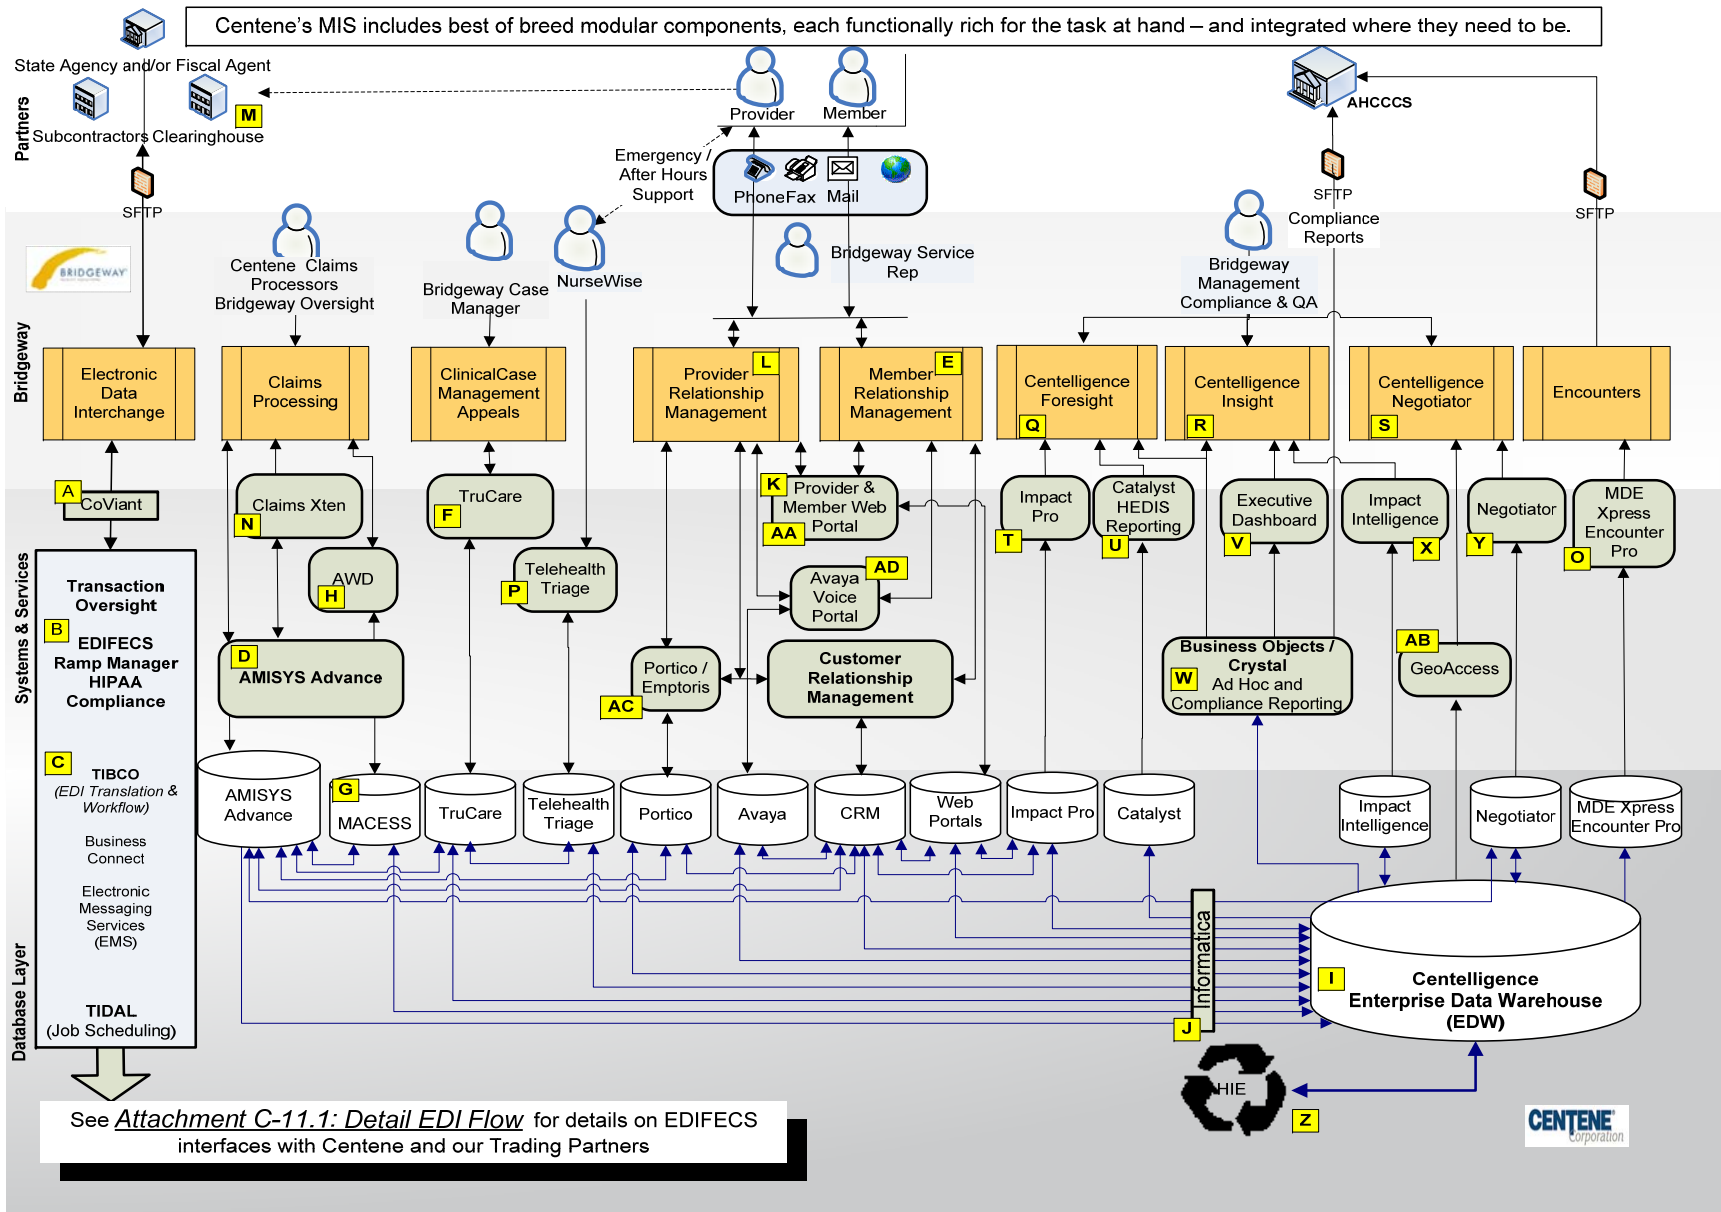 Centene's MIS includes best of breed modular components, each functionally rich for the task at hand – and integrated where they need to be.
State Agency and/or Fiscal Agent
Subcontractors
Clearinghouse
M
Partners
SFTP
Provider
Member
Emergency /
After Hours
Support
Phone
Fax
Mail
AHCCCS
SFTP
Compliance
Reports
SFTP
BRIDGEWAY
Centene Claims
Processors
Bridgeway Oversight
Bridgeway Case
Manager
NurseWise
Bridgeway Service
Rep
Bridgeway
Management
Compliance & QA
Bridgeway
Electronic
Data
Interchange
Claims
Processing
ClinicalCase
Management
Appeals
L
Provider
Relationship
Management
E
Member
Relationship
Management
Centelligence
Foresight
Q
Centelligence
Insight
R
Centelligence
Negotiator
S
Encounters
Systems & Services
A
CoViant
Claims Xten
N
AWD
H
TruCare
F
Telehealth
Triage
P
K
Provider &
Member Web
Portal
AA
AD
Avaya
Voice
Portal
Impact
Pro
T
Catalyst
HEDIS
Reporting
U
Executive
Dashboard
V
Impact
Intelligence
X
Negotiator
Y
MDE
Xpress
Encounter
Pro
O
Transaction
Oversight
B
EDIFECS
Ramp Manager
HIPAA
Compliance
C
TIBCO
(EDI Translation &
Workflow)
Business
Connect
Electronic
Messaging
Services
(EMS)
TIDAL
(Job Scheduling)
D
AMISYS Advance
Portico /
Emptoris
AC
Customer
Relationship
Management
Business Objects /
Crystal
W
Ad Hoc and
Compliance Reporting
AB
GeoAccess
Database Layer
AMISYS
Advance
G
MACESS
TruCare
Telehealth
Triage
Portico
Avaya
CRM
Web
Portals
Impact Pro
Catalyst
Impact
Intelligence
Negotiator
MDE Xpress
Encounter Pro
Informatica
J
I
Centelligence
Enterprise Data Warehouse
(EDW)
HIE
Z
See Attachment C-11.1: Detail EDI Flow for details on EDIFECS
interfaces with Centene and our Trading Partners
CENTENE
Corporation